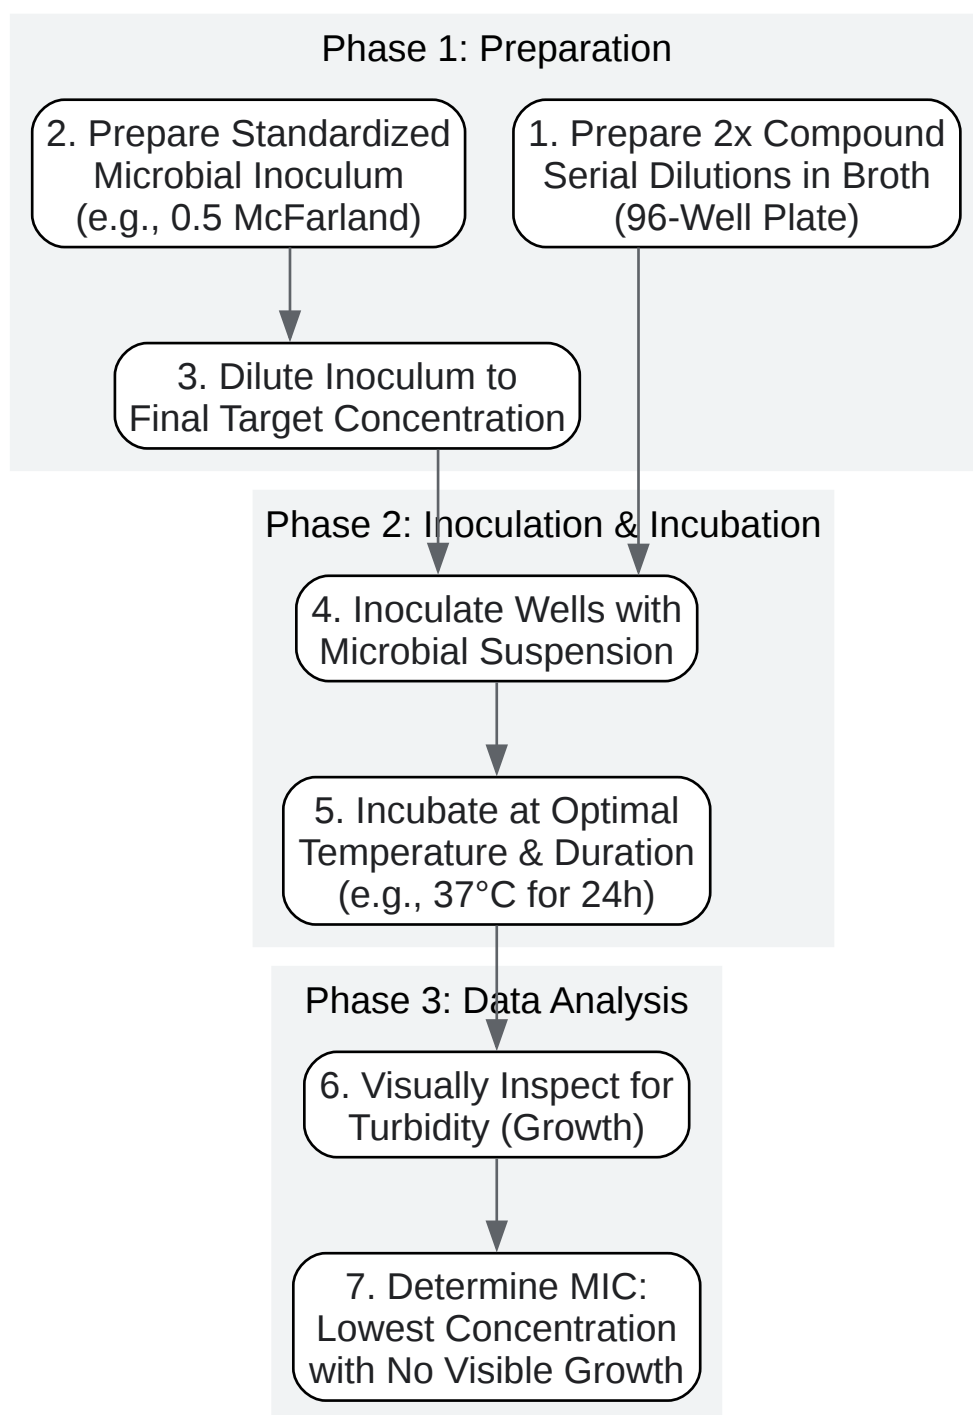 Phase 1: Preparation
2. Prepare Standardized
Microbial Inoculum
(e.g., 0.5 McFarland)
1. Prepare 2x Compound
Serial Dilutions in Broth
(96-Well Plate)
3. Dilute Inoculum to
Final Target Concentration
Phase 2: Inoculation & Incubation
4. Inoculate Wells with
Microbial Suspension
5. Incubate at Optimal
Temperature & Duration
(e.g., 37°C for 24h)
Phase 3: Data Analysis
6. Visually Inspect for
Turbidity (Growth)
7. Determine MIC:
Lowest Concentration
with No Visible Growth